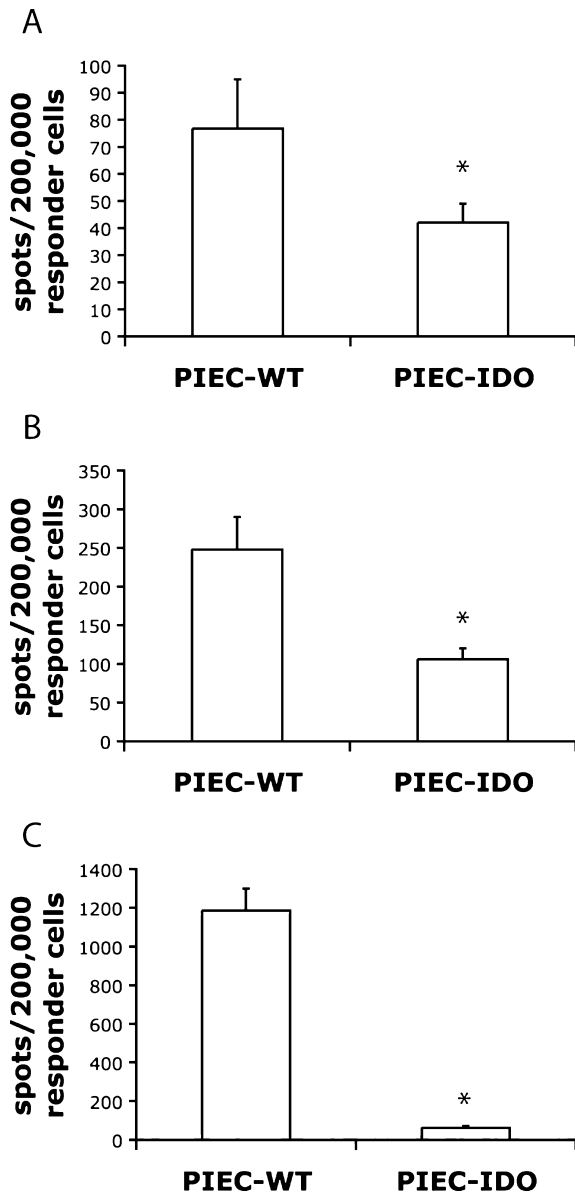 A
spots/200,000
responder cells
100
90
80
70
60
50
40
30
20
10
0
*
PIEC-WT PIEC-IDO
B
spots/200,000
responder cells
350
300
250
200
150
100
50
0
*
PIEC-WT PIEC-IDO
C
spots/200,000
responder cells
1400
1200
1000
800
600
400
200
0
*
PIEC-WT PIEC-IDO